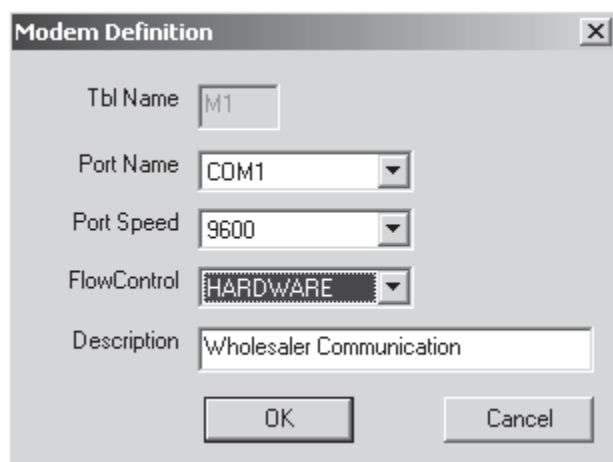 Modem Definition
Tbl Name M1
Port Name COM1
Port Speed 9600
FlowControl HARDWARE
Description Wholesaler Communication
OK Cancel